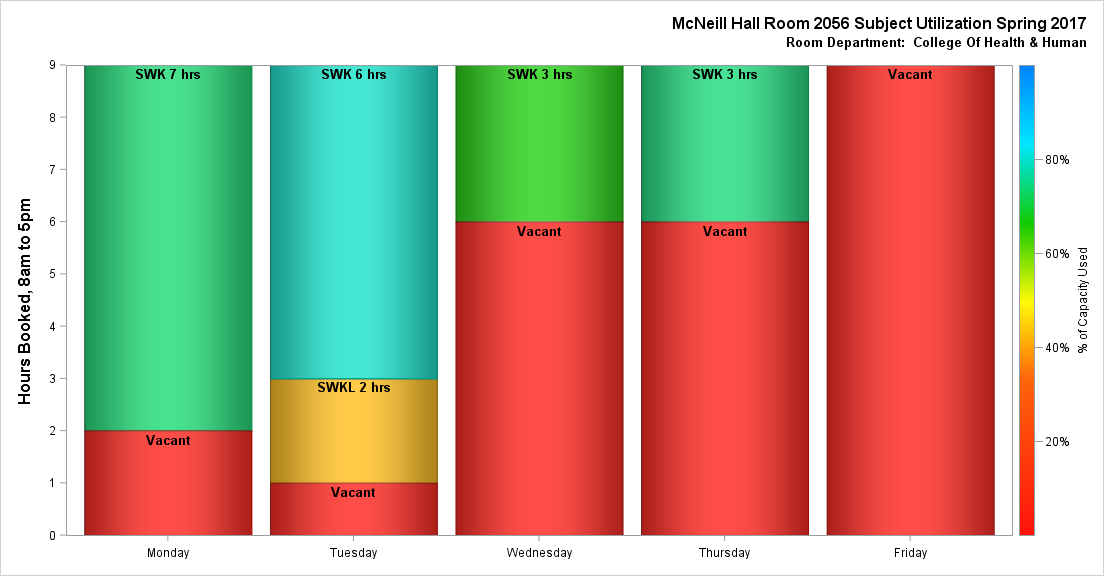 McNeill Hall Room 2056 Subject Utilization Spring 2017
Room Department:  College Of Health & Human
Hours Booked, 8am to 5pm
9
8
7
6
5
4
3
2
1
0
SWK 7 hrs
Vacant
SWK 6 hrs
SWKL 2 hrs
Vacant
SWK 3 hrs
Vacant
SWK 3 hrs
Vacant
Vacant
Monday
Tuesday
Wednesday
Thursday
Friday
80%
60%
40%
20%
% of Capacity Used